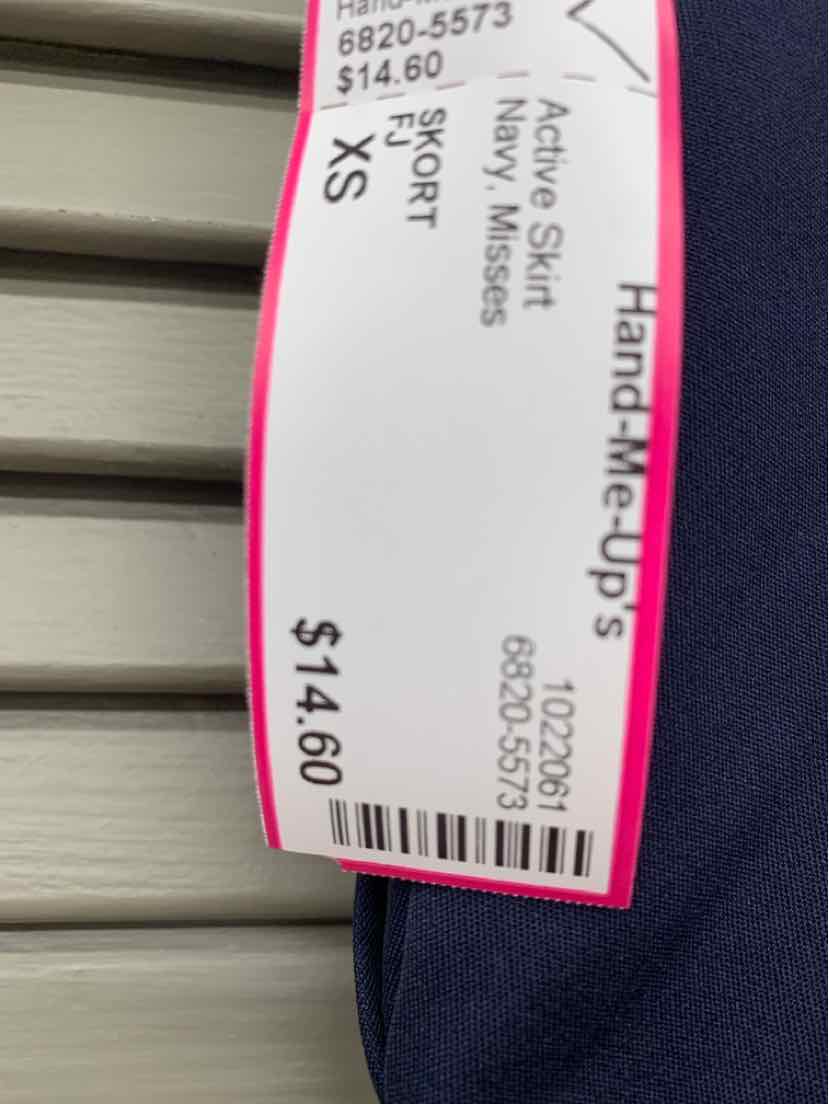 6820-5573
$14.60
Hand-Me-Up's
Active Skirt
1022061
Navy, Misses
6820-5573
SKORT
FJ
XS
$14.60